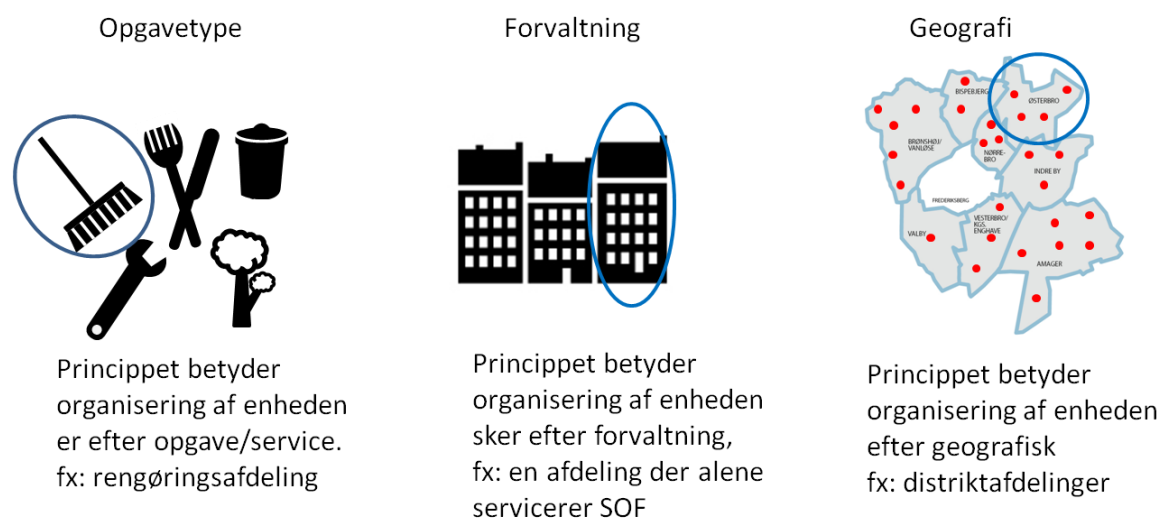 Opgavetype
Princippet betyder
organisering af enheden
er efter opgave/service.
fx: rengøringsafdeling
Forvaltning
Princippet betyder
organisering af enheden
sker efter forvaltning,
fx: en afdeling der alene
servicerer SOF
Geografi
BISPEBJERG
ØSTERBRO
BRØNSHØJ/
VANLØSE
NØRRE-
BRO
INDRE BY
FREDERIKSBERG
VESTERBRO/
KGS.
ENGHAVE
VALBY
AMAGER
Princippet betyder
organisering af enheden
efter geografisk
fx: distriktafdelinger